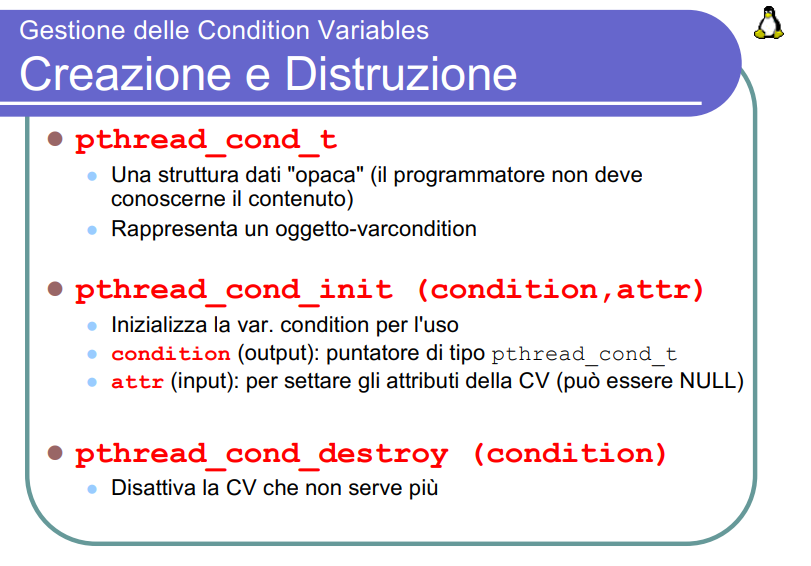 Gestione delle Condition Variables
Creazione e Distruzione
pthread_cond_t
Una struttura dati "opaca" (il programmatore non deve
conoscerne il contenuto)
Rappresenta un oggetto-varcondition
pthread_cond_init (condition,attr)
Inizializza la var. condition per l'uso
condition (output): puntatore di tipo pthread_cond_t
attr (input): per settare gli attributi della CV (può essere NULL)
pthread_cond_destroy (condition)
Disattiva la CV che non serve più